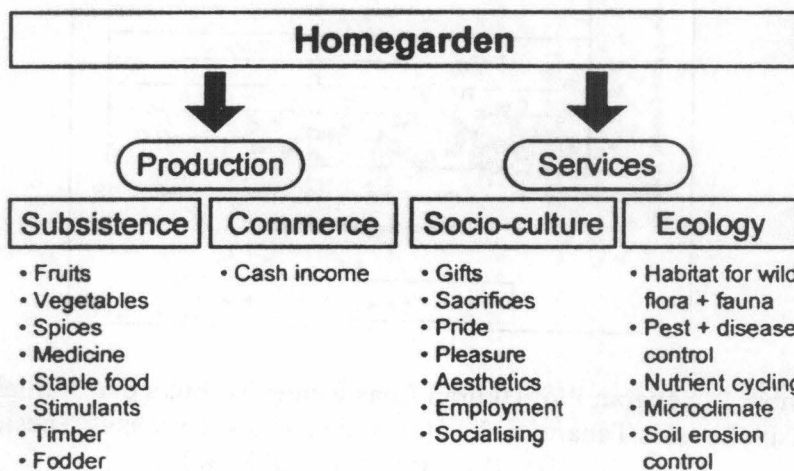 Homegarden
Production
Services
Subsistence
Commerce
Socio-culture
Ecology
• Fruits
• Vegetables
• Spices
• Medicine
• Staple food
• Stimulants
• Timber
• Fodder
• Cash income
• Gifts
• Sacrifices
• Pride
• Pleasure
• Aesthetics
• Employment
• Socialising
• Habitat for wild
flora + fauna
• Pest + disease
control
• Nutrient cycling
• Microclimate
• Soil erosion
control